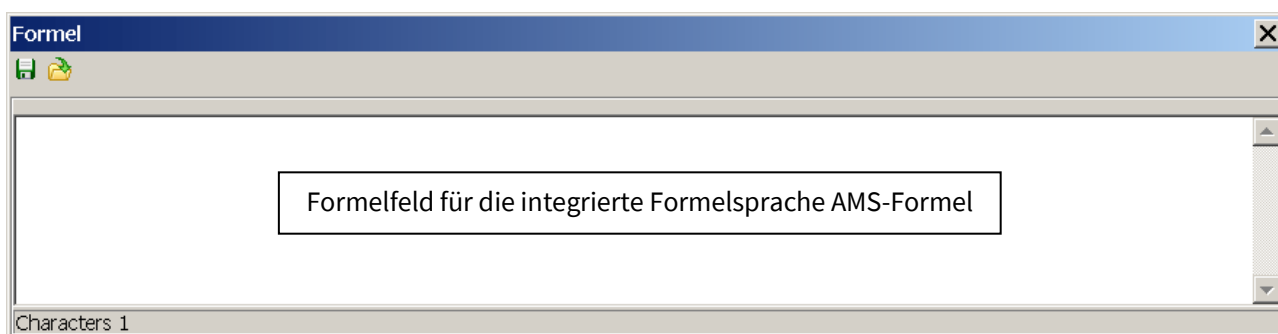 Formel
Formelfeld für die integrierte Formelsprache AMS-Formel
Characters 1